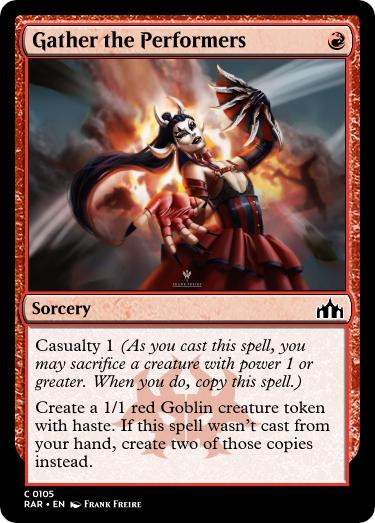 Gather the Performers
FRANK FREIRE
Sorcery
Casualty 1 (As you cast this spell, you
may sacrifice a creature with power 1 or
greater. When you do, copy this spell.)
Create a 1/1 red Goblin creature token
with haste. If this spell wasn't cast from
your hand, create two of those copies
instead.
C 0105
RAR • EN Frank Freire